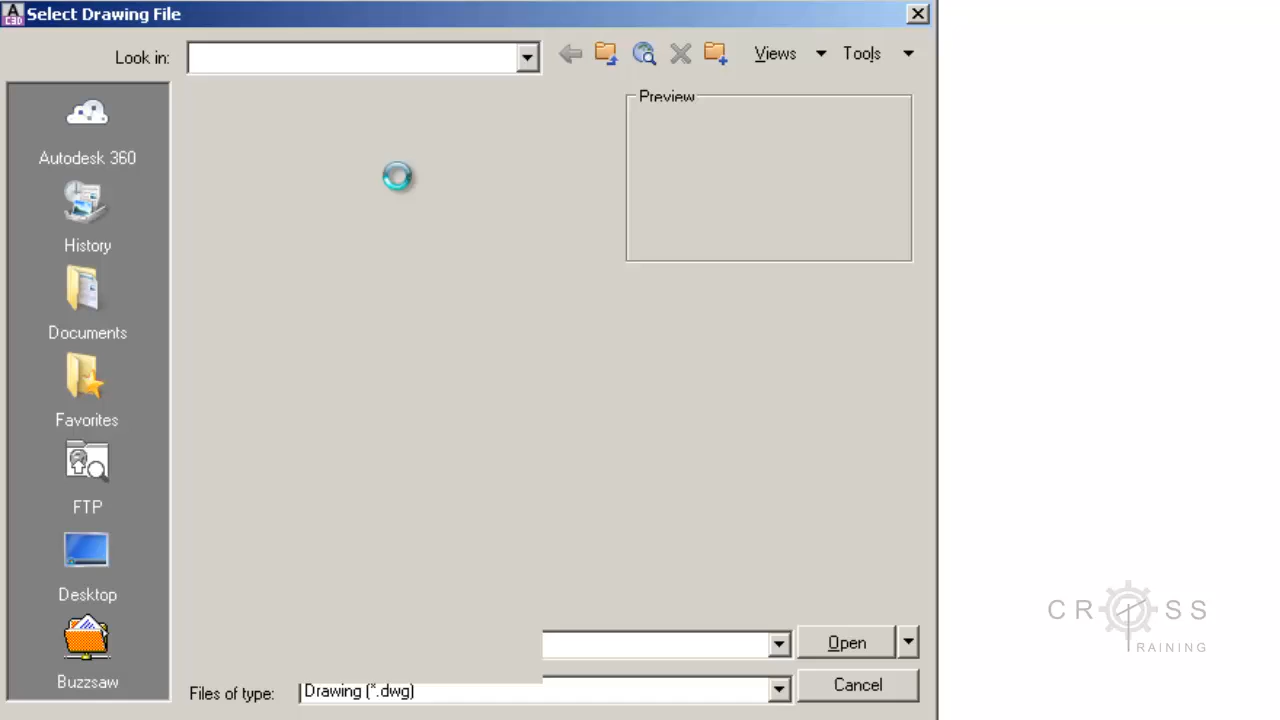 A C3D Select Drawing File
Look in: Views Tools
Preview
Autodesk 360
History
Documents
Favorites
FTP
Desktop
Buzzsaw
Open
Files of type: Drawing (*.dwg) Cancel
CROSS
TRAINING